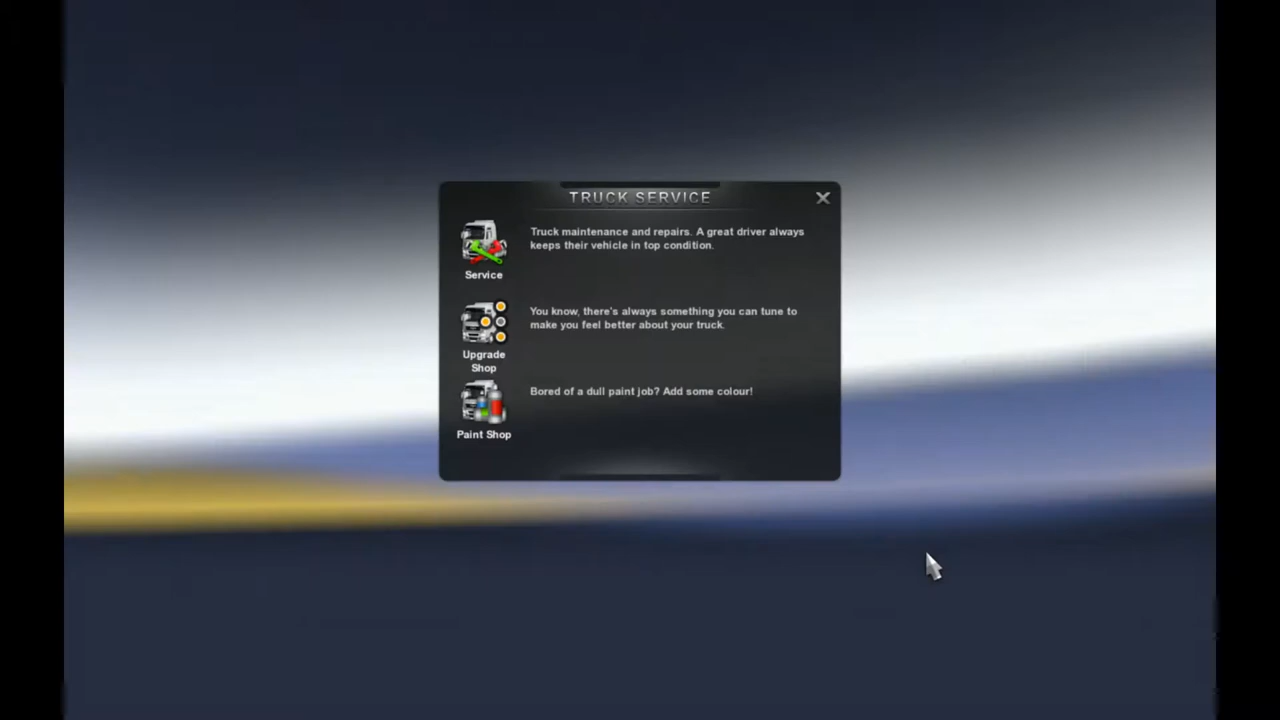 TRUCK SERVICE
Truck maintenance and repairs. A great driver always
keeps their vehicle in top condition.
Service
You know, there's always something you can tune to
make you feel better about your truck.
Upgrade
Shop
Bored of a dull paint job? Add some colour!
Paint Shop